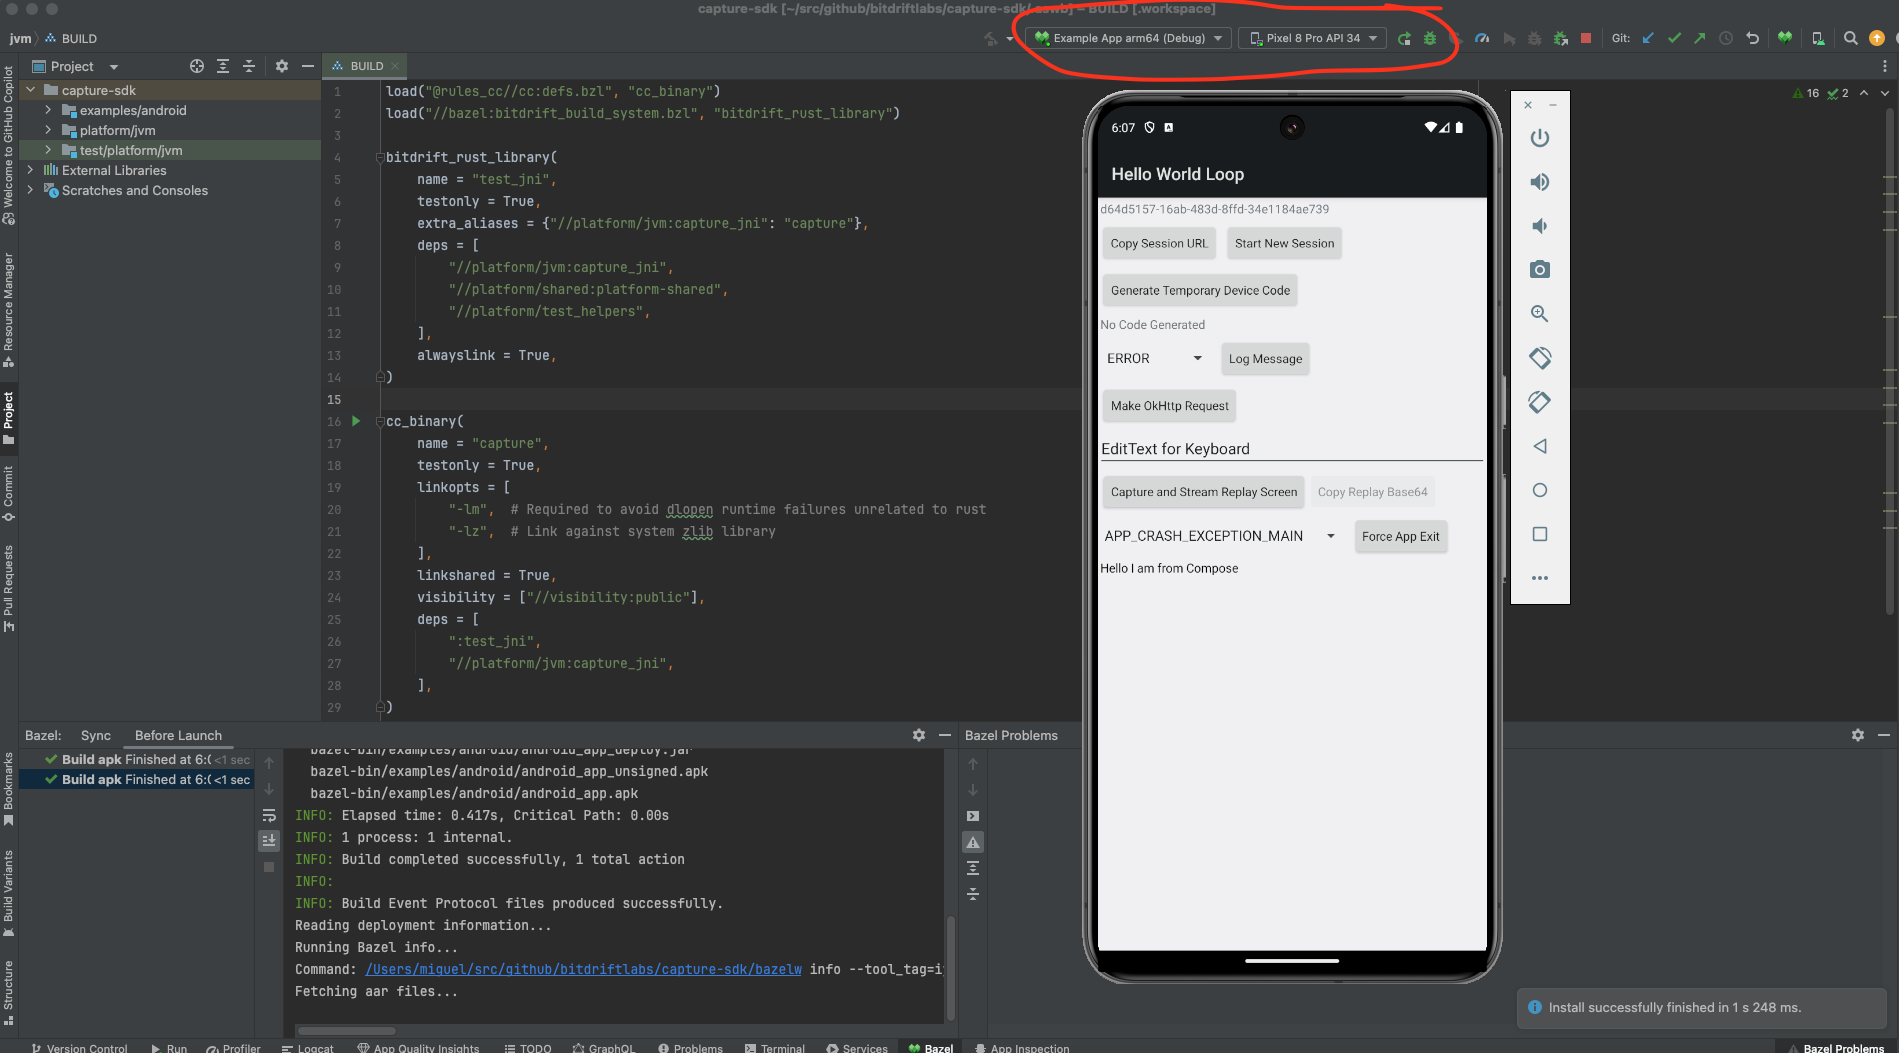 capture-sdk [~/src/github/bitdriftlabs/capture-sdk/.aswb] – BUILD [.workspace]
jvm BUILD
Example App arm64 (Debug)
Pixel 8 Pro API 34
Git:
Project
BUILD
16 2
capture-sdk
examples/android
platform/jvm
test/platform/jvm
External Libraries
Scratches and Consoles
Welcome to GitHub Copilot
Resource Manager
Project
Commit
Pull Requests
Bookmarks
Build Variants
Structure
1 load("@rules_cc//cc:defs.bzl", "cc_binary")
2 load("//bazel:bitdrift_build_system.bzl", "bitdrift_rust_library")
3
4 bitdrift_rust_library(
5 name = "test_jni",
6 testonly = True,
7 extra_aliases = {"//platform/jvm:capture_jni": "capture"},
8 deps = [
9 "//platform/jvm:capture_jni",
10 "//platform/shared:platform-shared",
11 "//platform/test_helpers",
12 ],
13 alwayslink = True,
14 )
15
16 cc_binary(
17 name = "capture",
18 testonly = True,
19 linkopts = [
20 "-lm", # Required to avoid dlopen runtime failures unrelated to rust
21 "-lz", # Link against system zlib library
22 ],
23 linkshared = True,
24 visibility = ["//visibility:public"],
25 deps = [
26 ":test_jni",
27 "//platform/jvm:capture_jni",
28 ],
29 )
6:07
Hello World Loop
d64d5157-16ab-483d-8ffd-34e1184ae739
Copy Session URL Start New Session
Generate Temporary Device Code
No Code Generated
ERROR Log Message
Make OkHttp Request
EditText for Keyboard
Capture and Stream Replay Screen Copy Replay Base64
APP_CRASH_EXCEPTION_MAIN Force App Exit
Hello I am from Compose
Bazel: Sync Before Launch
Build apk Finished at 6:( <1 sec
Build apk Finished at 6:( <1 sec
bazel-bin/examples/android/android_app_deploy.jar
bazel-bin/examples/android/android_app_unsigned.apk
bazel-bin/examples/android/android_app.apk
INFO: Elapsed time: 0.417s, Critical Path: 0.00s
INFO: 1 process: 1 internal.
INFO: Build completed successfully, 1 total action
INFO:
INFO: Build Event Protocol files produced successfully.
Reading deployment information...
Running Bazel info...
Command: /Users/miguel/src/github/bitdriftlabs/capture-sdk/bazelw info --tool_tag=i
Fetching aar files...
Bazel Problems
Install successfully finished in 1 s 248 ms.
Version Control Run Profiler Logcat App Quality Insights TODO GraphQL Problems Terminal Services Bazel App Inspection Bazel Problems